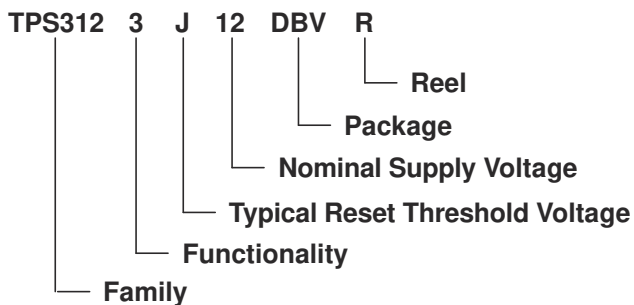 TPS312 3 J 12 DBV R
Reel
Package
Nominal Supply Voltage
Typical Reset Threshold Voltage
Functionality
Family